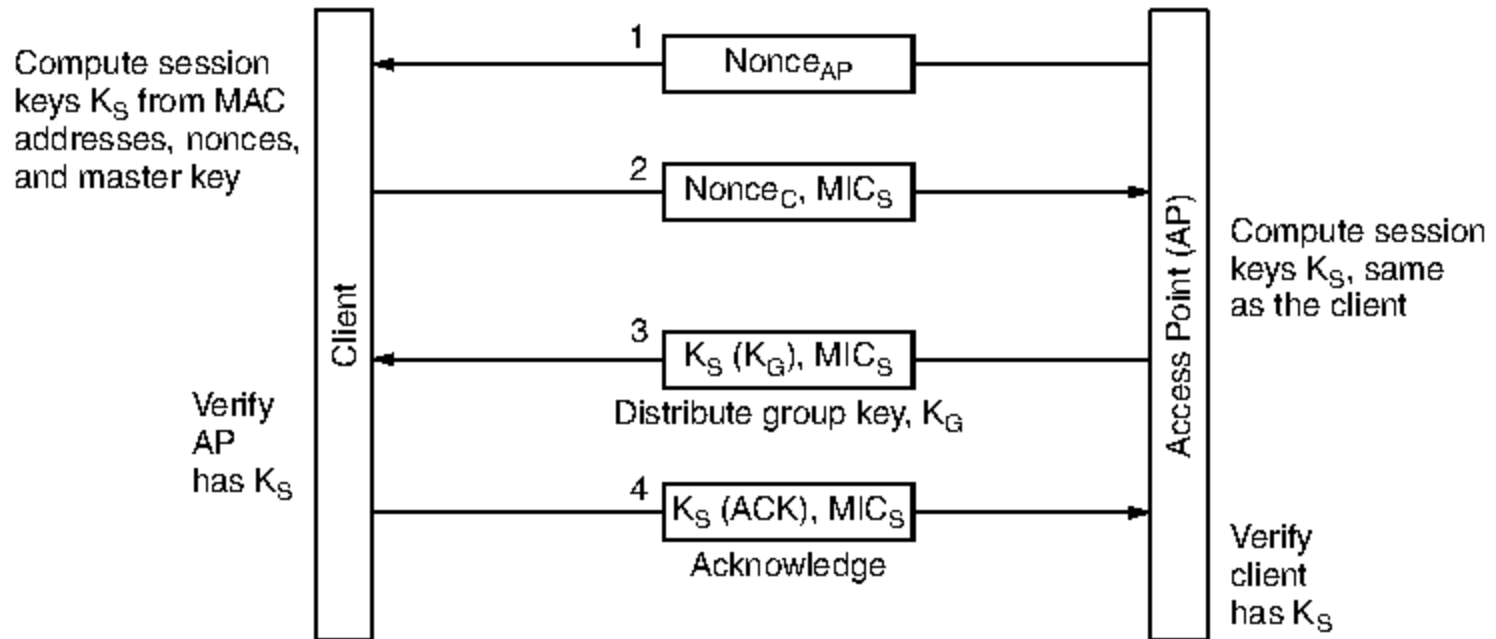 1
Nonce_AP
Compute session
keys K_S from MAC
addresses, nonces,
and master key
2
Nonce_C, MIC_S
Compute session
keys K_S, same
as the client
Client
Access Point (AP)
3
K_S (K_G), MIC_S
Distribute group key, K_G
Verify
AP
has K_S
4
K_S (ACK), MIC_S
Acknowledge
Verify
client
has K_S